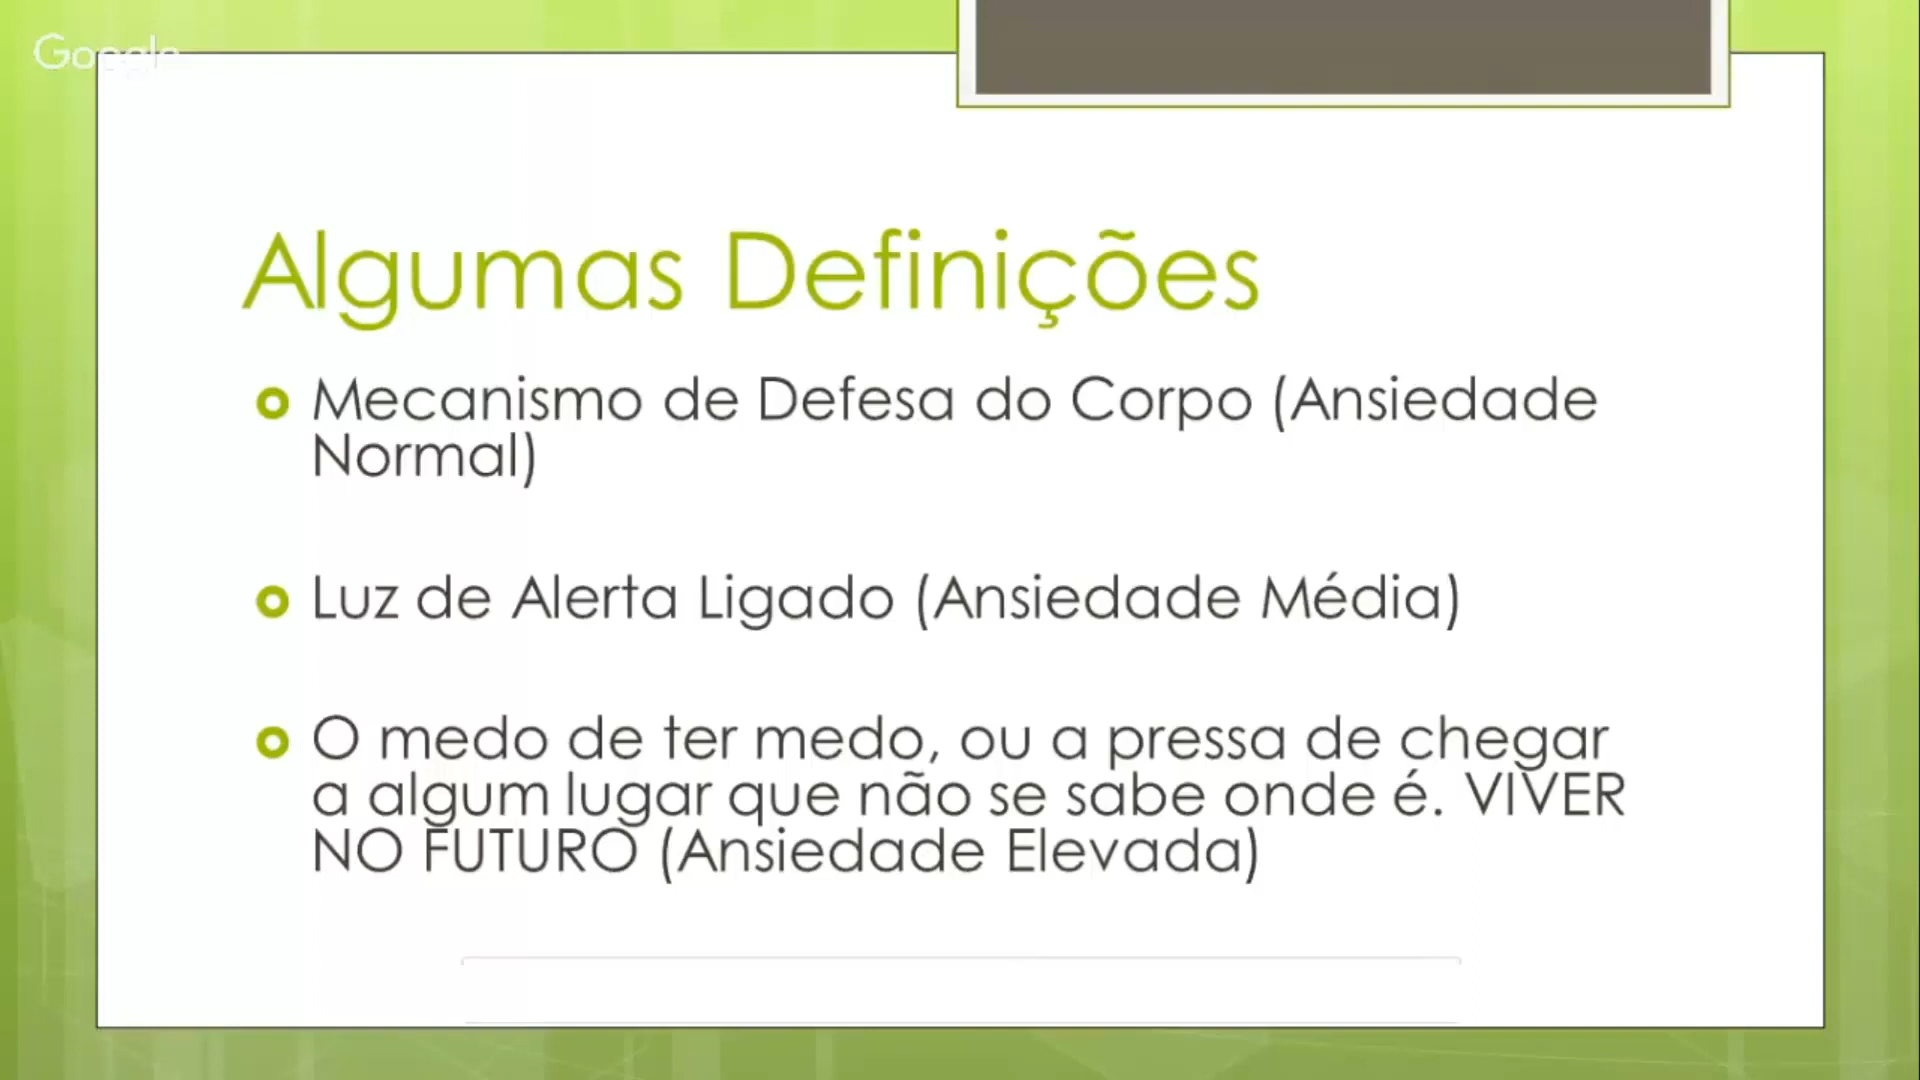 Google
Algumas Definições
Mecanismo de Defesa do Corpo (Ansiedade
Normal)
Luz de Alerta Ligado (Ansiedade Média)
O medo de ter medo, ou a pressa de chegar
a algum lugar que não se sabe onde é. VIVER
NO FUTURO (Ansiedade Elevada)